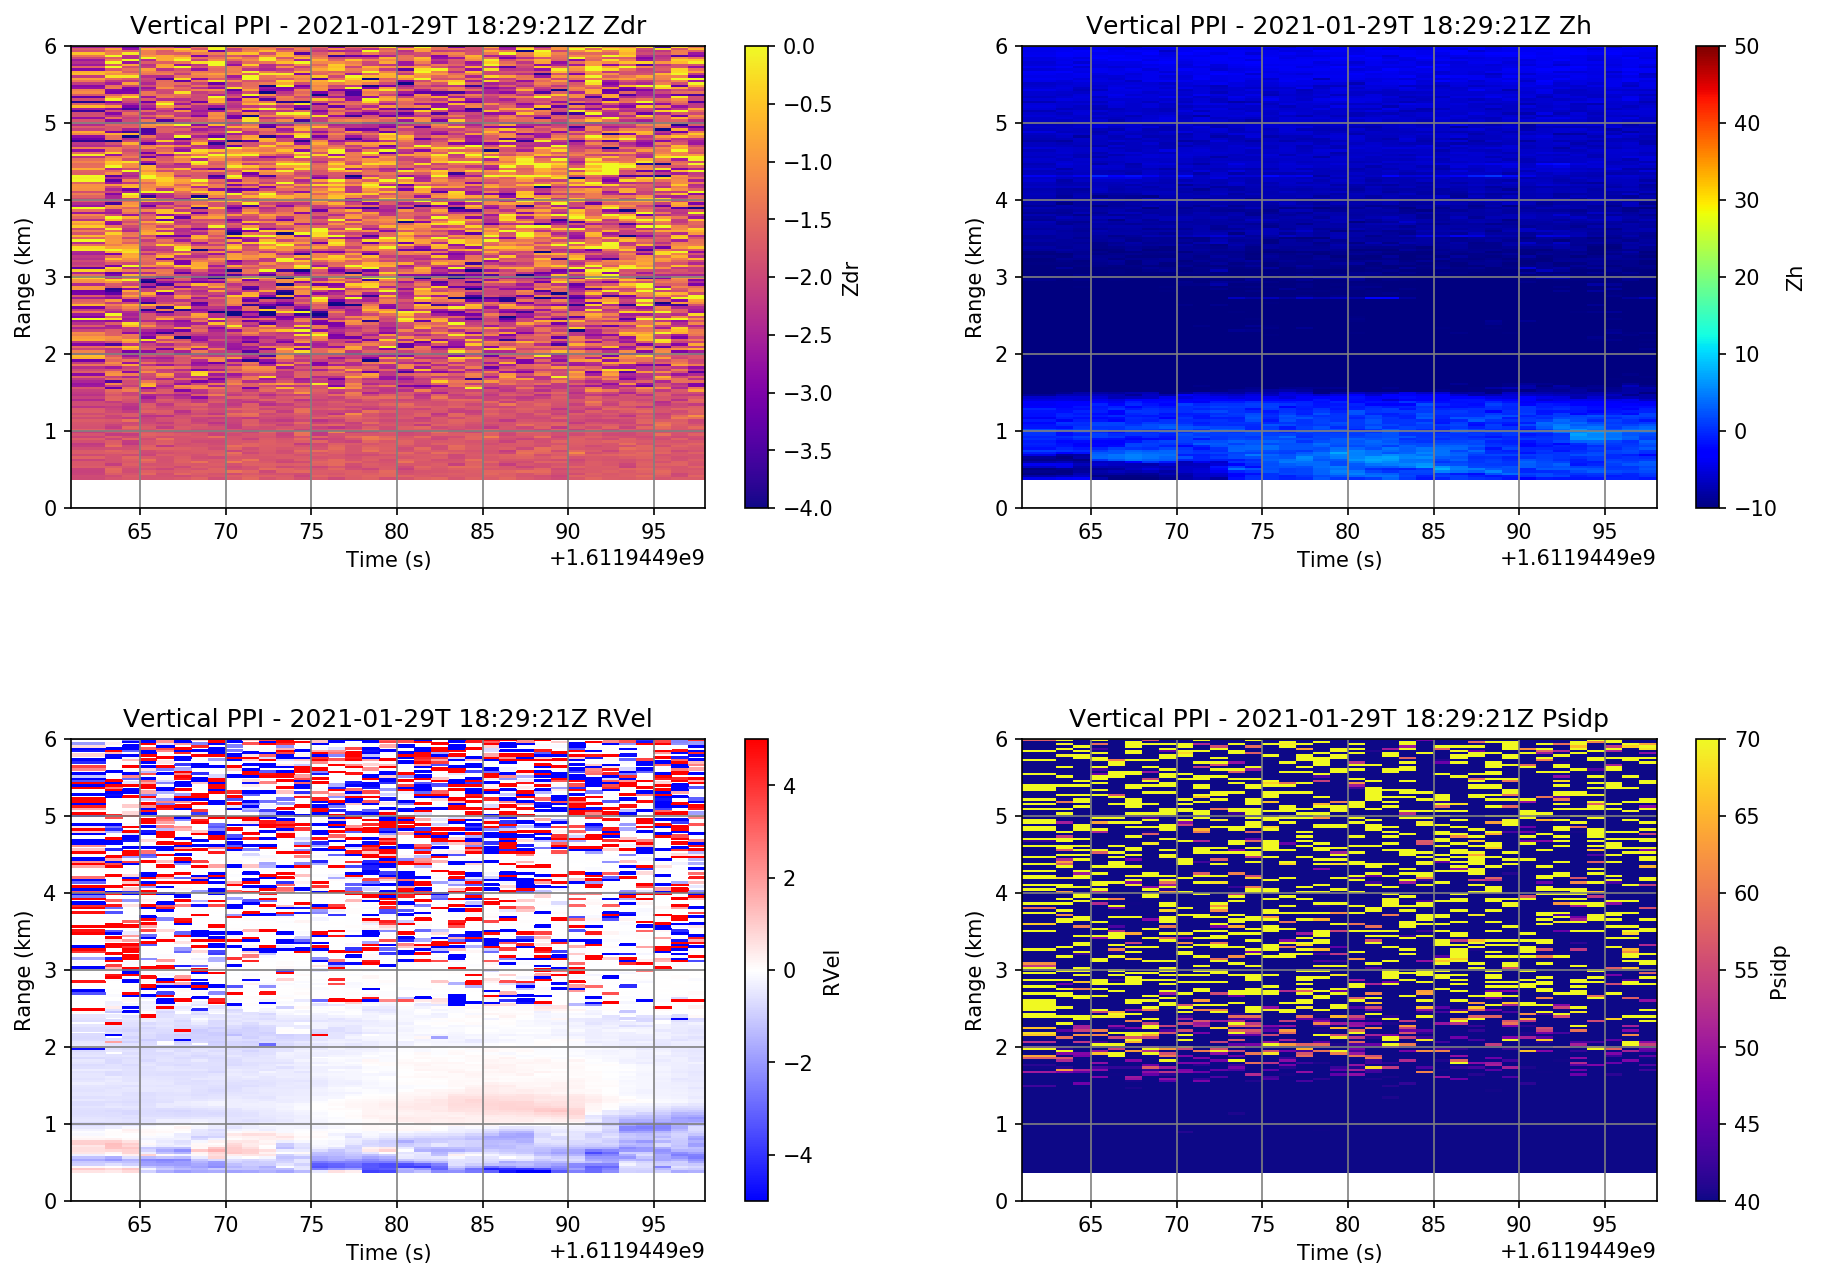 Vertical PPI - 2021-01-29T 18:29:21Z Zdr
6
5
4
3
2
1
0
Range (km)
65 70 75 80 85 90 95
Time (s)
+1.6119449e9
0.0
−0.5
−1.0
−1.5
−2.0
−2.5
−3.0
−3.5
−4.0
Zdr
Vertical PPI - 2021-01-29T 18:29:21Z Zh
6
5
4
3
2
1
0
Range (km)
65 70 75 80 85 90 95
Time (s)
+1.6119449e9
50
40
30
20
10
0
−10
Zh
Vertical PPI - 2021-01-29T 18:29:21Z RVel
6
5
4
3
2
1
0
Range (km)
65 70 75 80 85 90 95
Time (s)
+1.6119449e9
4
2
0
−2
−4
RVel
Vertical PPI - 2021-01-29T 18:29:21Z Psidp
6
5
4
3
2
1
0
Range (km)
65 70 75 80 85 90 95
Time (s)
+1.6119449e9
70
65
60
55
50
45
40
Psidp